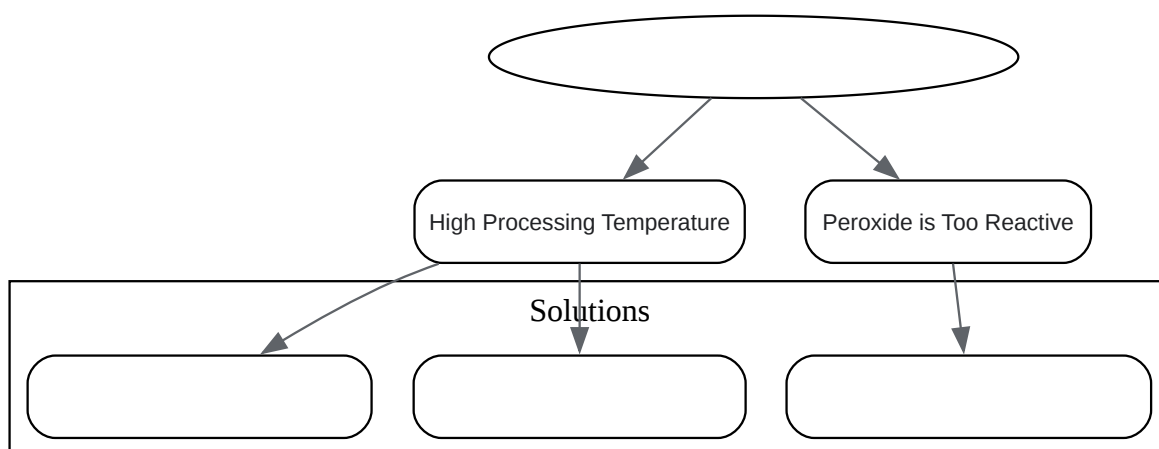 High Processing Temperature
Peroxide is Too Reactive
Solutions